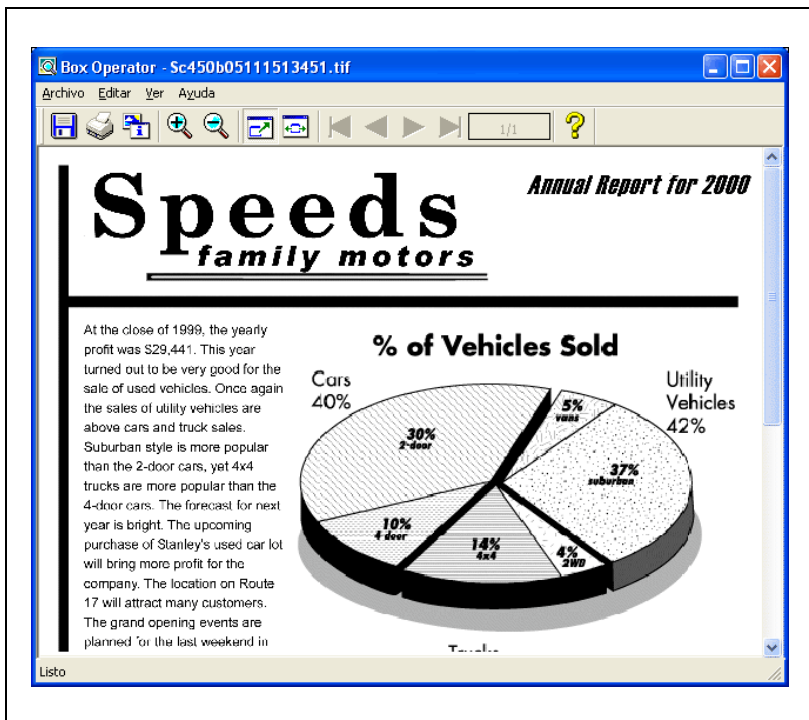 Box Operator - Sc450b05111513451.tif
Archivo Editar Ver Ayuda
1/1
Speeds
family motors
Annual Report for 2000
At the close of 1999, the yearly
profit was S29,441. This year
turned out to be very good for the
sale of used vehicles. Once again
the sales of utility vehicles are
above cars and truck sales.
Suburban style is more popular
than the 2-door cars, yet 4x4
trucks are more popular than the
4-door cars. The forecast for next
year is bright. The upcoming
purchase of Stanley's used car lot
will bring more profit for the
company. The location on Route
17 will attract many customers.
The grand opening events are
planned for the last weekend in
% of Vehicles Sold
Cars
40%
Utility
Vehicles
42%
30%
2-door
5%
vans
37%
suburban
10%
4 door
14%
4x4
4%
2WD
Trucks
Listo